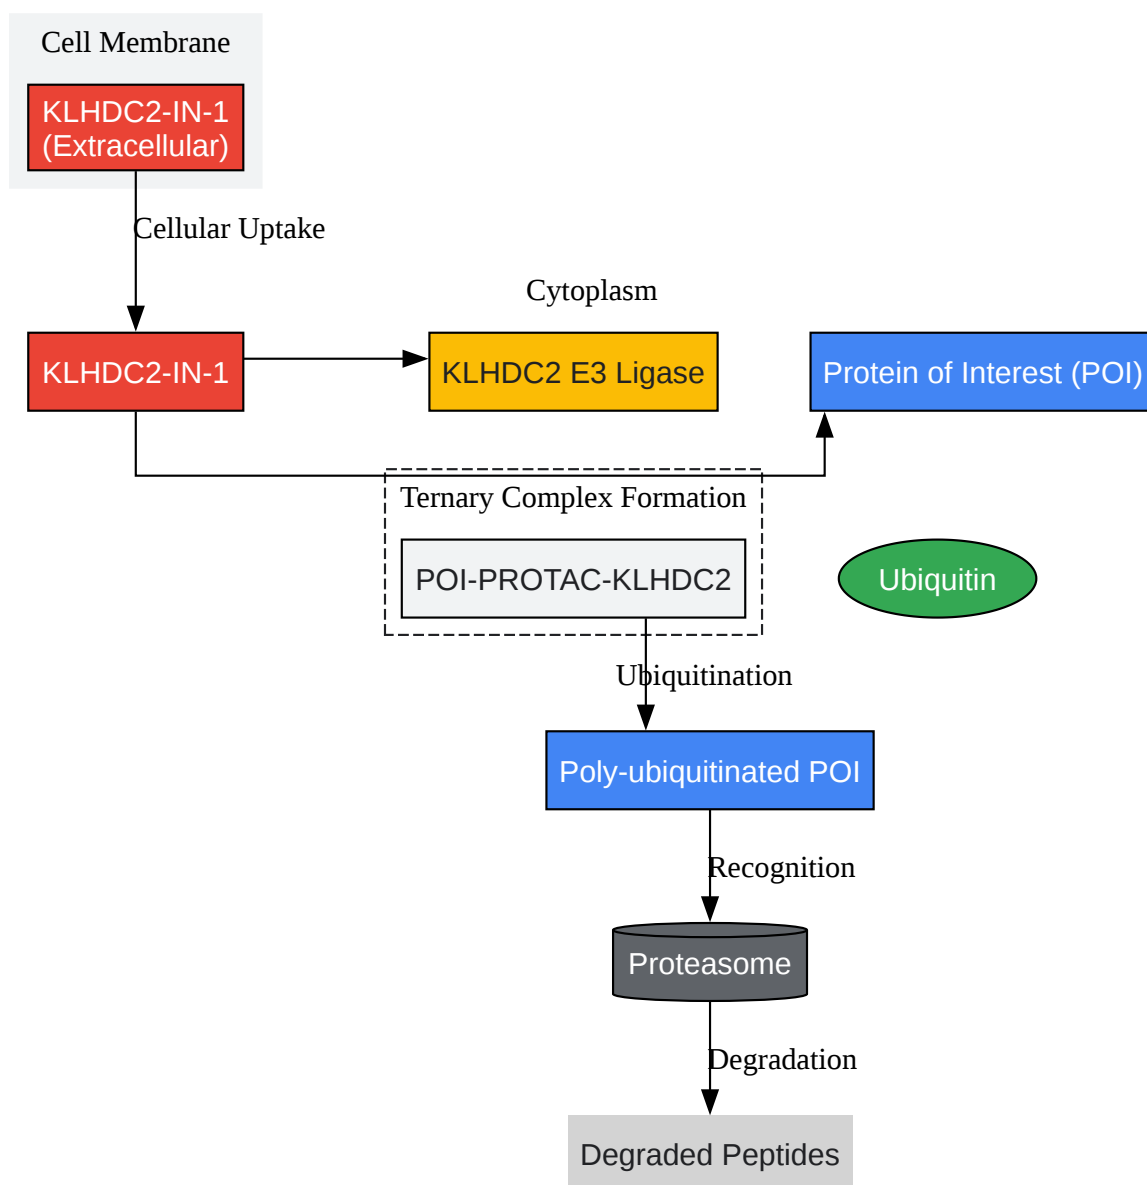 Cell Membrane
KLHDC2-IN-1
(Extracellular)
Cellular Uptake
Cytoplasm
KLHDC2-IN-1
KLHDC2 E3 Ligase
Protein of Interest (POI)
Ternary Complex Formation
POI-PROTAC-KLHDC2
Ubiquitin
Ubiquitination
Poly-ubiquitinated POI
Recognition
Proteasome
Degradation
Degraded Peptides